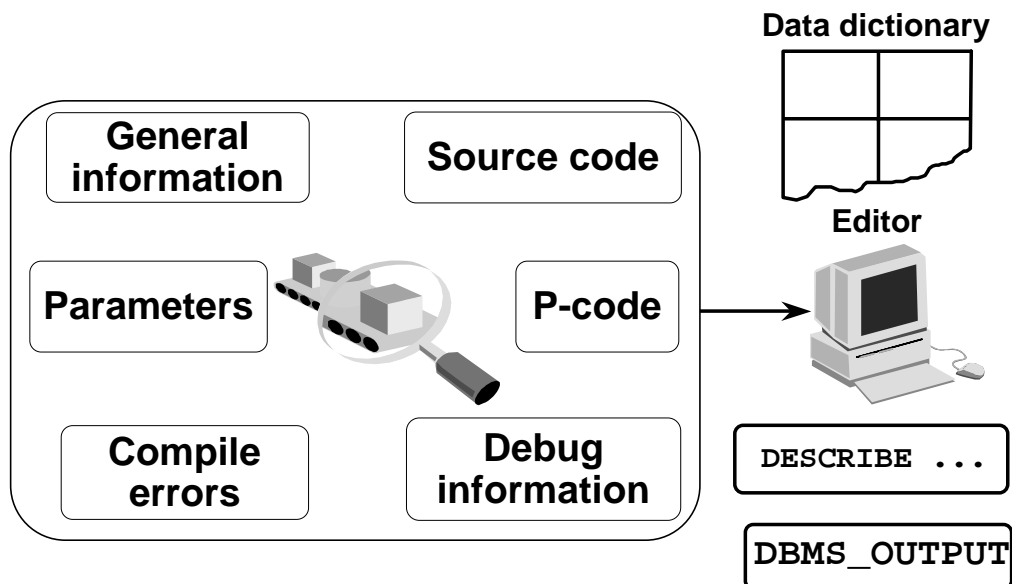 Data dictionary
General
information
Source code
Editor
Parameters
P-code
Compile
errors
Debug
information
DESCRIBE ...
DBMS_OUTPUT